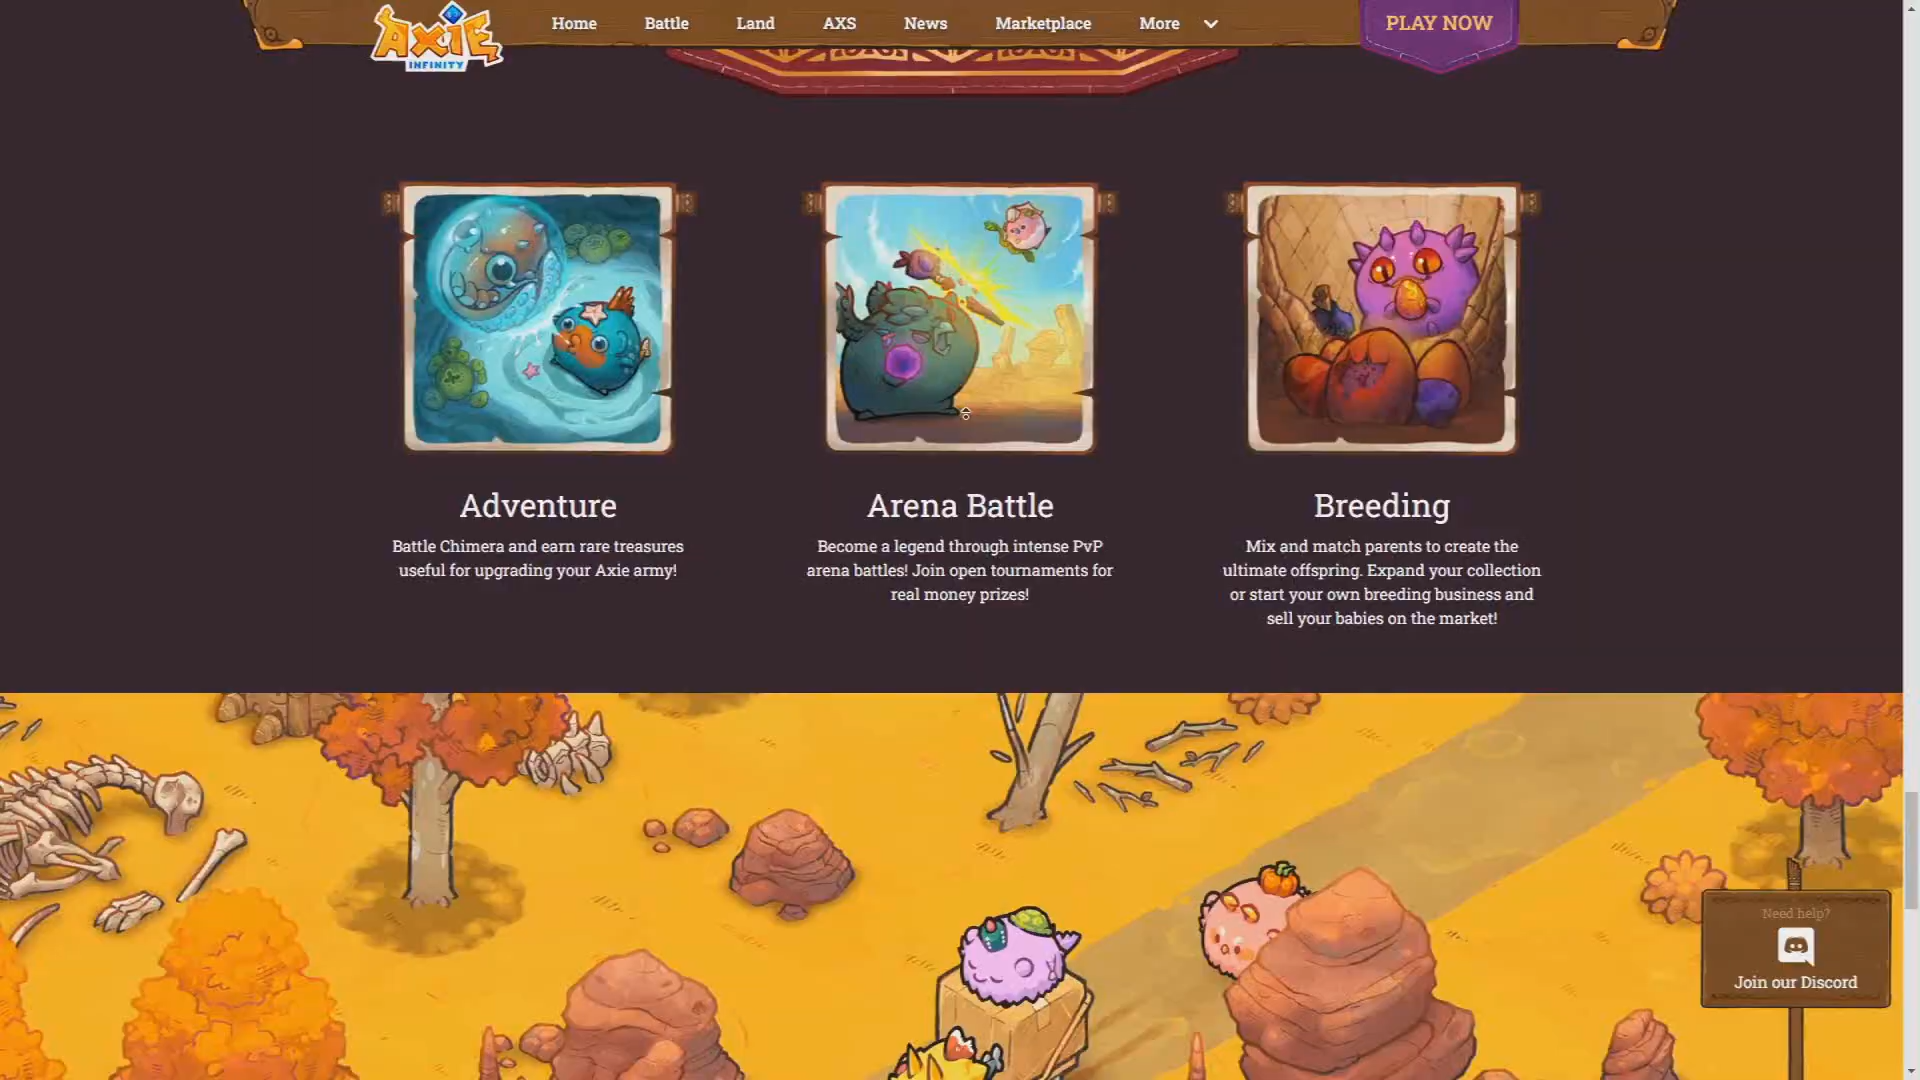 AXIE
INFINITY
Home
Battle
Land
AXS
News
Marketplace
More
PLAY NOW
Adventure
Battle Chimera and earn rare treasures
useful for upgrading your Axie army!
Arena Battle
Become a legend through intense PvP
arena battles! Join open tournaments for
real money prizes!
Breeding
Mix and match parents to create the
ultimate offspring. Expand your collection
or start your own breeding business and
sell your babies on the market!
Need help?
Join our Discord